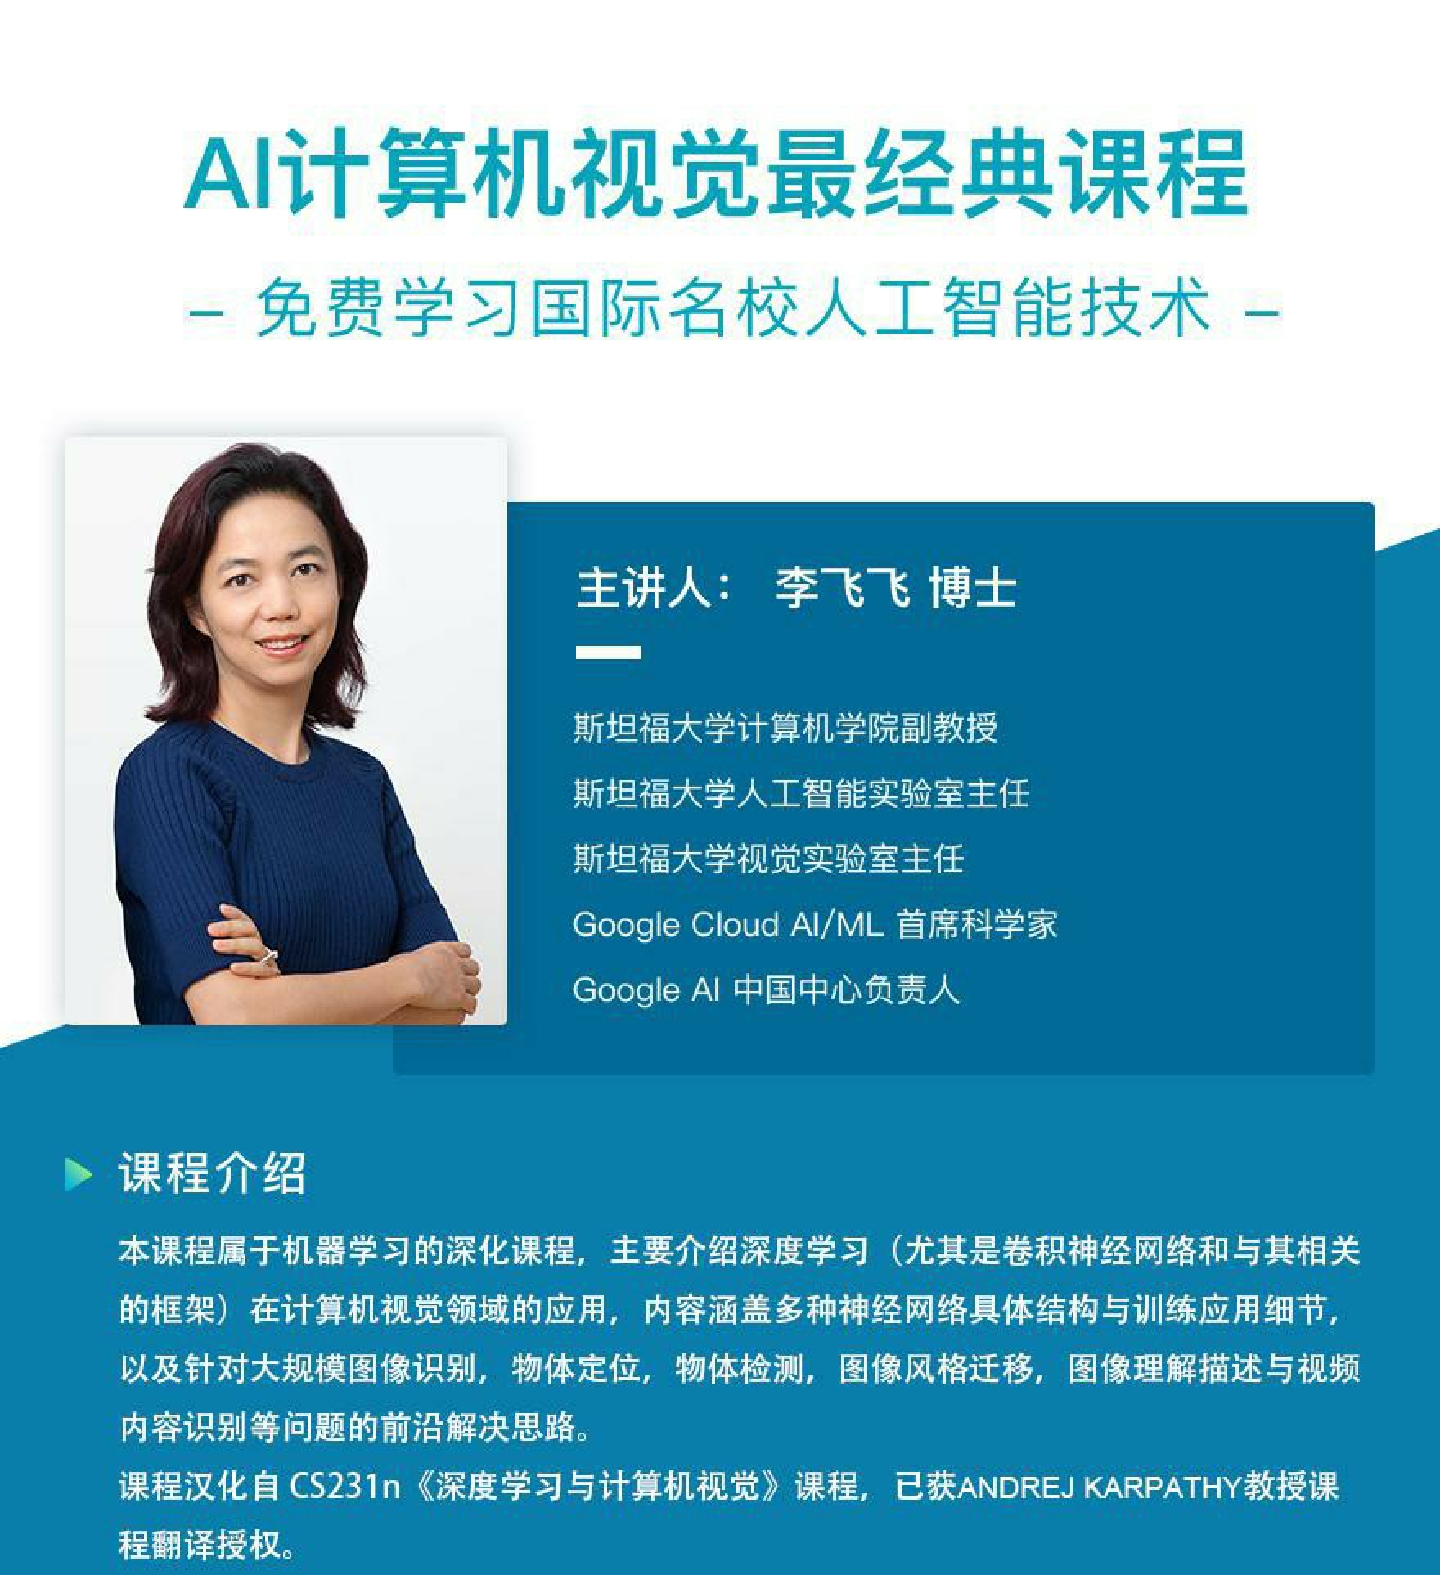 AI计算机视觉最经典课程
– 免费学习国际名校人工智能技术 –
主讲人： 李飞飞 博士
斯坦福大学计算机学院副教授
斯坦福大学人工智能实验室主任
斯坦福大学视觉实验室主任
Google Cloud AI/ML 首席科学家
Google AI 中国中心负责人
课程介绍
本课程属于机器学习的深化课程，主要介绍深度学习（尤其是卷积神经网络和与其相关
的框架）在计算机视觉领域的应用，内容涵盖多种神经网络具体结构与训练应用细节，
以及针对大规模图像识别，物体定位，物体检测，图像风格迁移，图像理解描述与视频
内容识别等问题的前沿解决思路。
课程汉化自 CS231n《深度学习与计算机视觉》课程，已获ANDREJ KARPATHY教授课
程翻译授权。